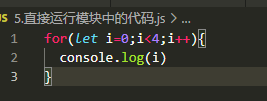 5.直接运行模块中的代码.js > ...
1 for(let i=0;i<4;i++){
2 console.log(i)
3 }